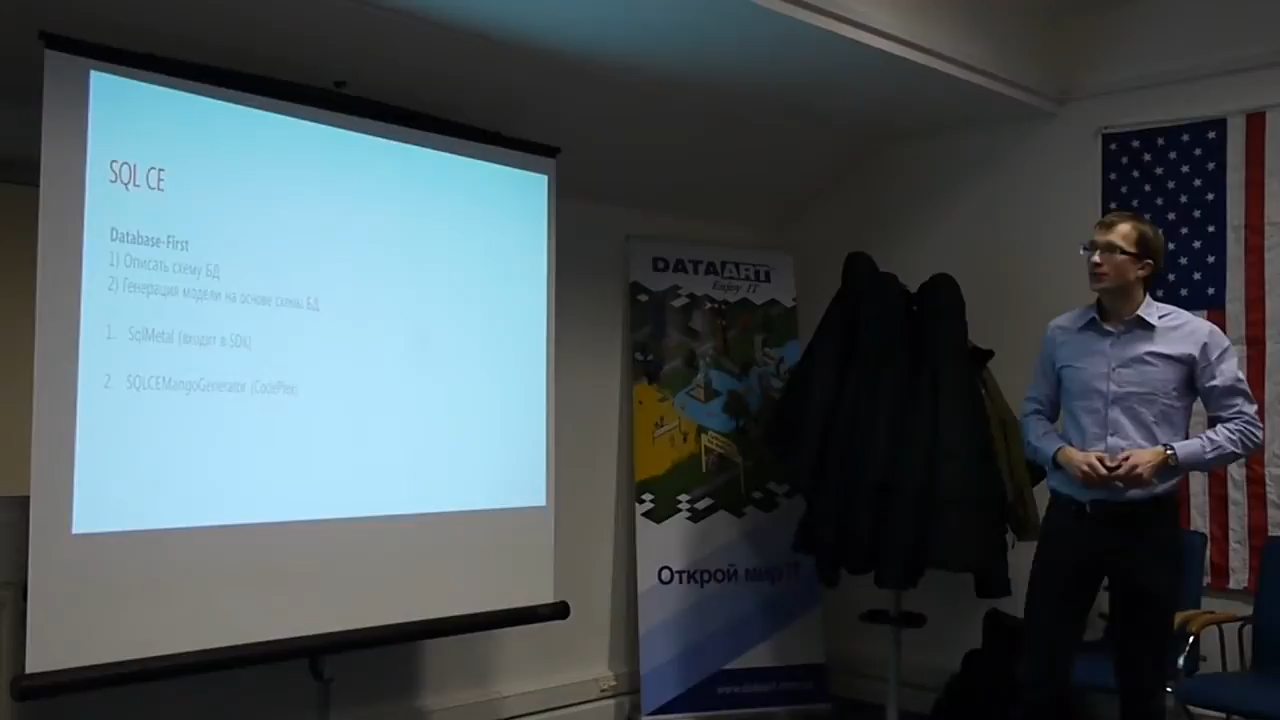 SQL CE
Database-First
1) Описать схему БД
2) Генерация модели на основе схемы БД
1. SqlMetal (входит в SDK)
2. SQLCEMangoGenerator (CodePlex)
DATAART
Enjoy IT
Открой мир IT